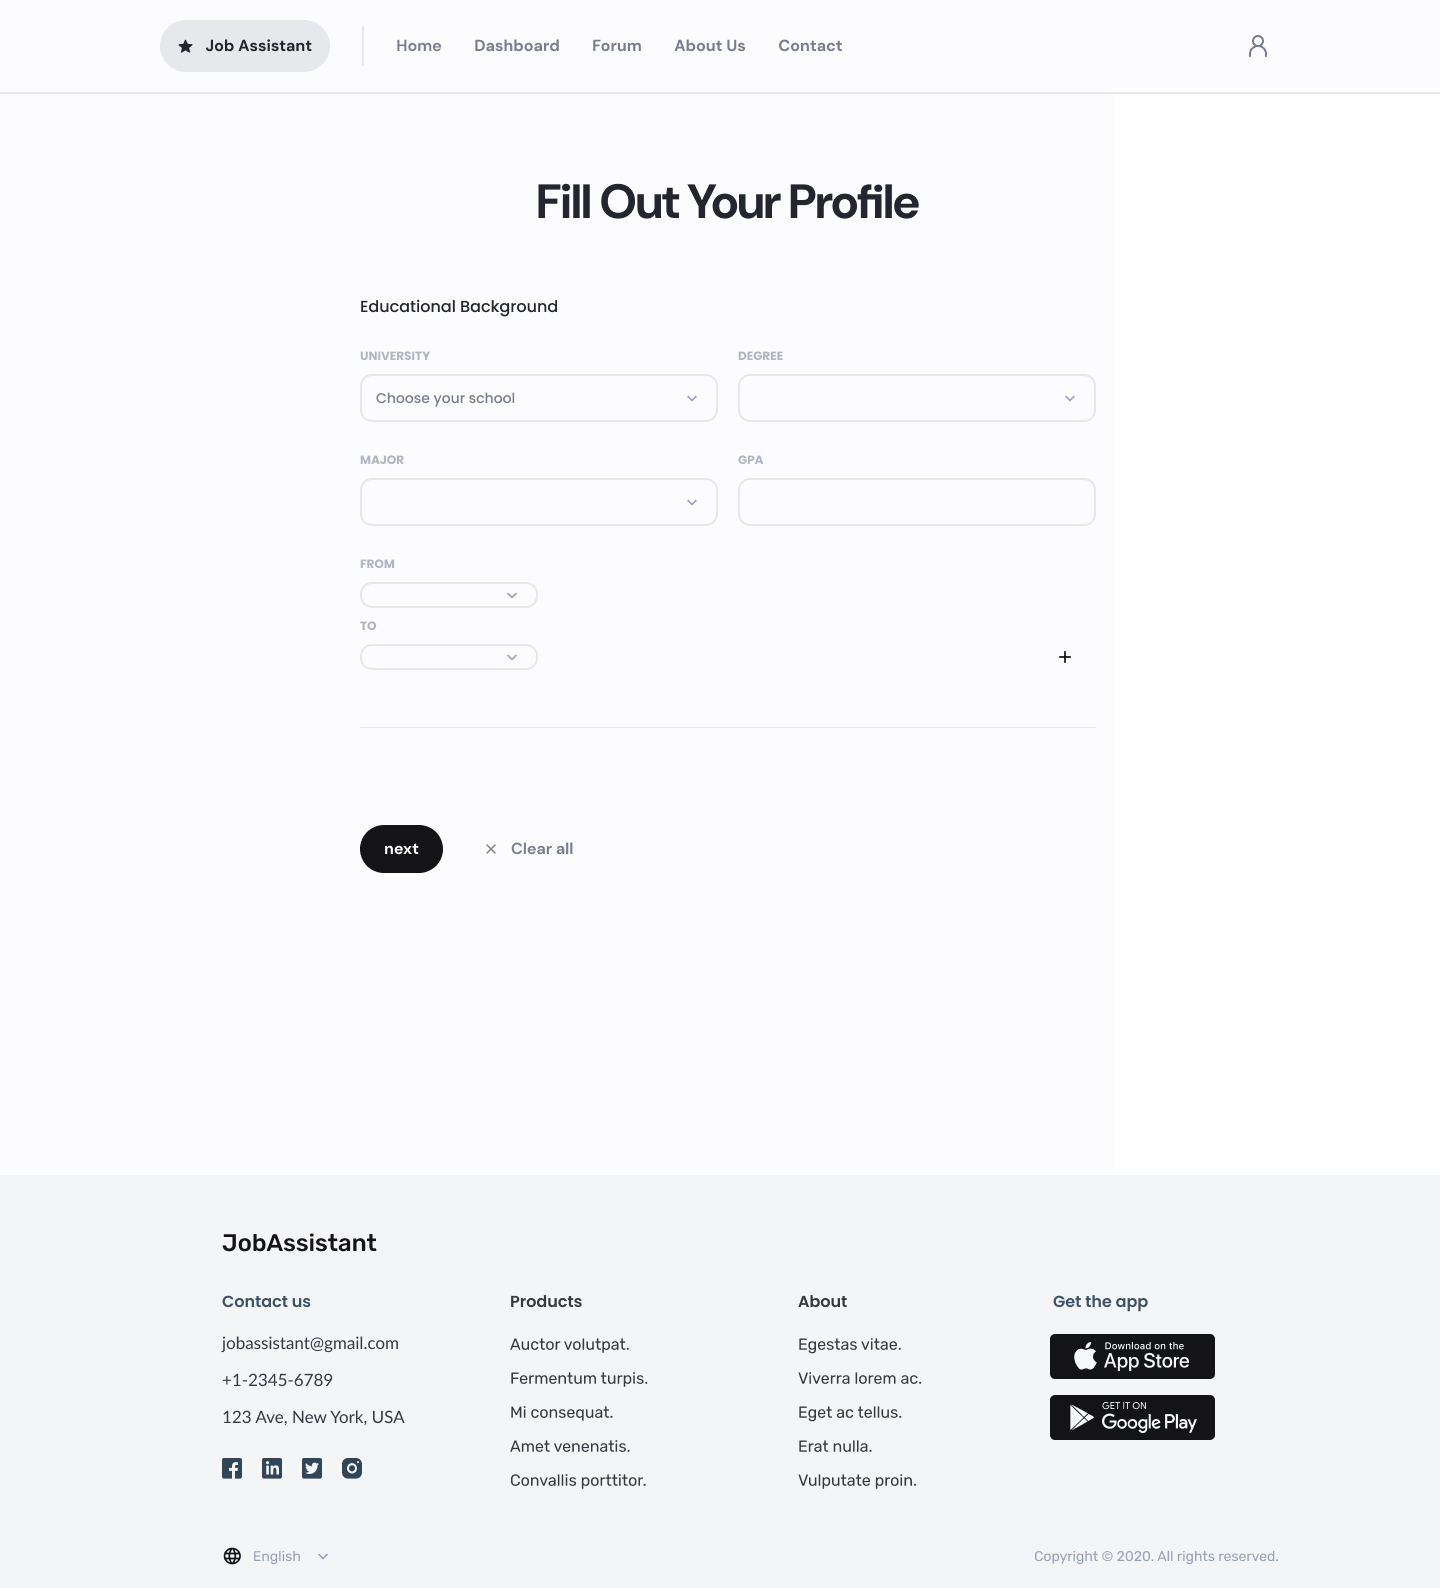 Job Assistant
Home
Dashboard
Forum
About Us
Contact
Fill Out Your Profile
Educational Background
UNIVERSITY
DEGREE
Choose your school
MAJOR
GPA
FROM
TO
next
Clear all
JobAssistant
Contact us
jobassistant@gmail.com
+1-2345-6789
123 Ave, New York, USA
Products
Auctor volutpat.
Fermentum turpis.
Mi consequat.
Amet venenatis.
Convallis porttitor.
About
Egestas vitae.
Viverra lorem ac.
Eget ac tellus.
Erat nulla.
Vulputate proin.
Get the app
Download on the
App Store
GET IT ON
Google Play
English
Copyright © 2020. All rights reserved.